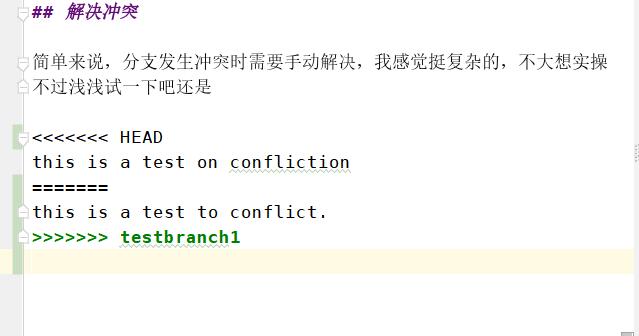 ## 解决冲突
简单来说，分支发生冲突时需要手动解决，我感觉挺复杂的，不大想实操
不过浅浅试一下吧还是
<<<<<<< HEAD
this is a test on confliction
=======
this is a test to conflict.
>>>>>>> testbranch1